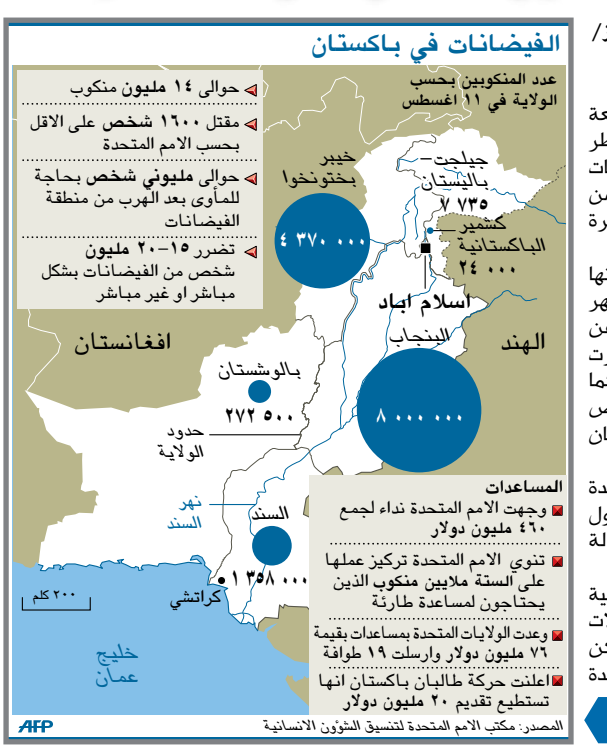 الفيضانات في باكستان
عدد المنكوبين بحسب
الولاية في ١١ اغسطس
حوالى ١٤ مليون منكوب
مقتل ١٦٠٠ شخص على الاقل
بحسب الامم المتحدة
حوالى مليوني شخص بحاجة
للمأوى بعد الهرب من منطقة
الفيضانات
تضرر ١٥-٢٠ مليون
شخص من الفيضانات بشكل
مباشر او غير مباشر
خيبر
بختونخوا
٤ ٣٧٠ ٠٠٠
جيلجت-
بالتستان
٧ ٧٣٥
كشمير
الباكستانية
٢٤ ٠٠٠
اسلام اباد
افغانستان
البنجاب
الهند
٨ ٠٠٠ ٠٠٠
بالوشستان
٢٧٢ ٥٠٠
حدود
الولاية
نهر
السند
السند
١ ٣٥٨ ٠٠٠
كراتشي
٢٠٠ كلم
خليج
عمان
المساعدات
وجهت الامم المتحدة نداء لجمع
٤٦٠ مليون دولار
تنوي الامم المتحدة تركيز عملها
على الستة ملايين منكوب الذين
يحتاجون لمساعدة طارئة
وعدت الولايات المتحدة بمساعدات بقيمة
٧٦ مليون دولار وارسلت ١٩ طوافة
اعلنت حركة طالبان باكستان انها
تستطيع تقديم ٢٠ مليون دولار
المصدر: مكتب الامم المتحدة لتنسيق الشؤون الانسانية
AFP